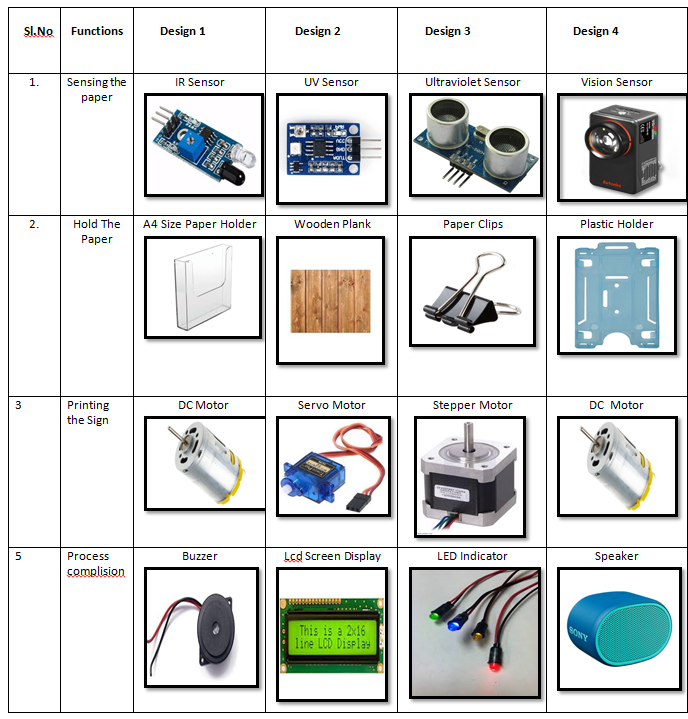 Sl.No Functions Design 1 Design 2 Design 3 Design 4
1. Sensing the IR Sensor UV Sensor Ultraviolet Sensor Vision Sensor
paper
2. Hold The A4 Size Paper Holder Wooden Plank Paper Clips Plastic Holder
Paper
3 Printing DC Motor Servo Motor Stepper Motor DC Motor
the Sign
5 Process Buzzer Lcd Screen Display LED Indicator Speaker
complision
This is a 2x16
line LCD Display
SONY